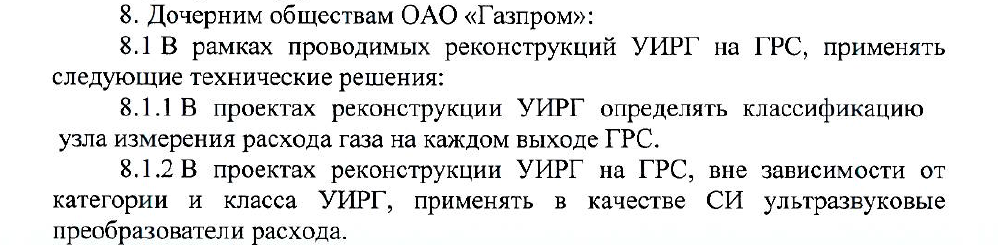 8. Дочерним обществам ОАО «Газпром»:
8.1 В рамках проводимых реконструкций УИРГ на ГРС, применять
следующие технические решения:
8.1.1 В проектах реконструкции УИРГ определять классификацию
узла измерения расхода газа на каждом выходе ГРС.
8.1.2 В проектах реконструкции УИРГ на ГРС, вне зависимости от
категории и класса УИРГ, применять в качестве СИ ультразвуковые
преобразователи расхода.